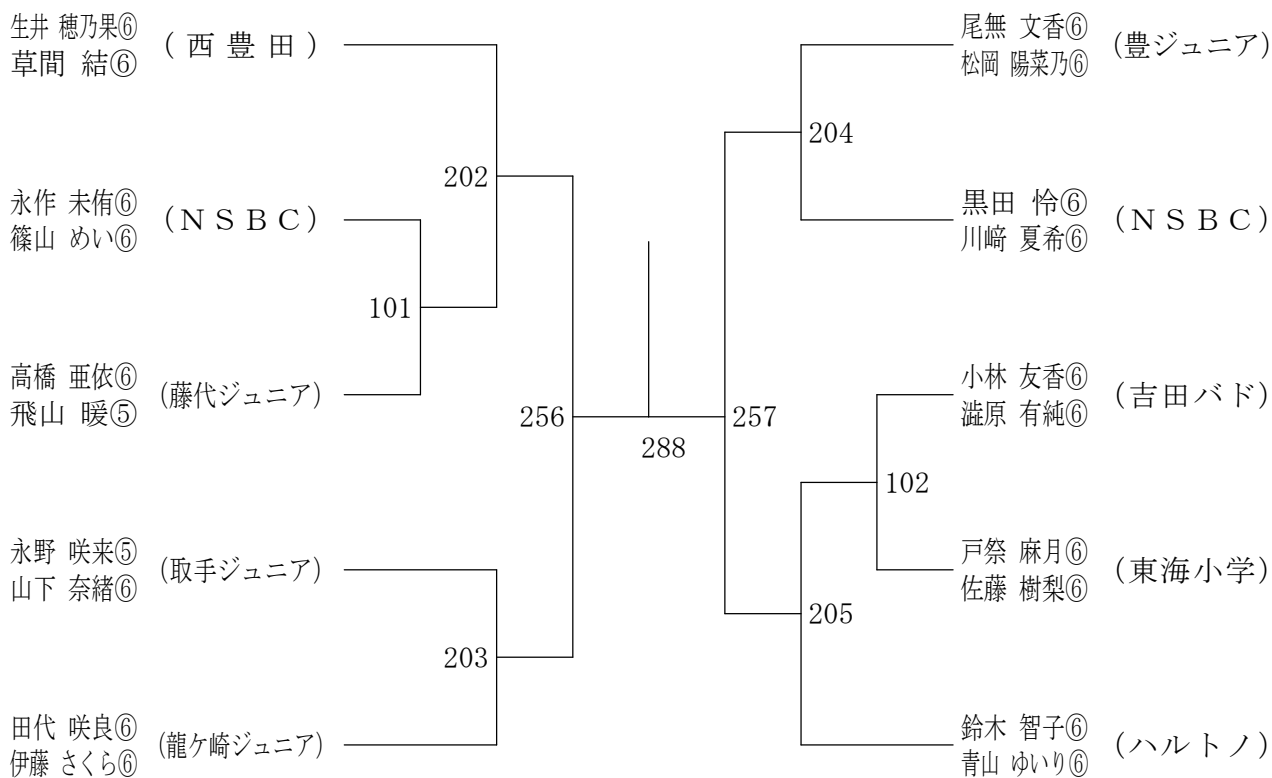 生井 穂乃果⑥
草間 結⑥
(西豊田)
202
永作 未侑⑥
篠山 めい⑥
(NSBC)
101
高橋 亜依⑥
飛山 暖⑤
(藤代ジュニア)
256
永野 咲来⑤
山下 奈緒⑥
(取手ジュニア)
203
田代 咲良⑥
伊藤 さくら⑥
(龍ケ崎ジュニア)
288
尾無 文香⑥
松岡 陽菜乃⑥
(豊ジュニア)
204
黒田 怜⑥
川﨑 夏希⑥
(NSBC)
257
小林 友香⑥
澁原 有純⑥
(吉田バド)
102
戸祭 麻月⑥
佐藤 樹梨⑥
(東海小学)
205
鈴木 智子⑥
青山 ゆいり⑥
(ハルトノ)